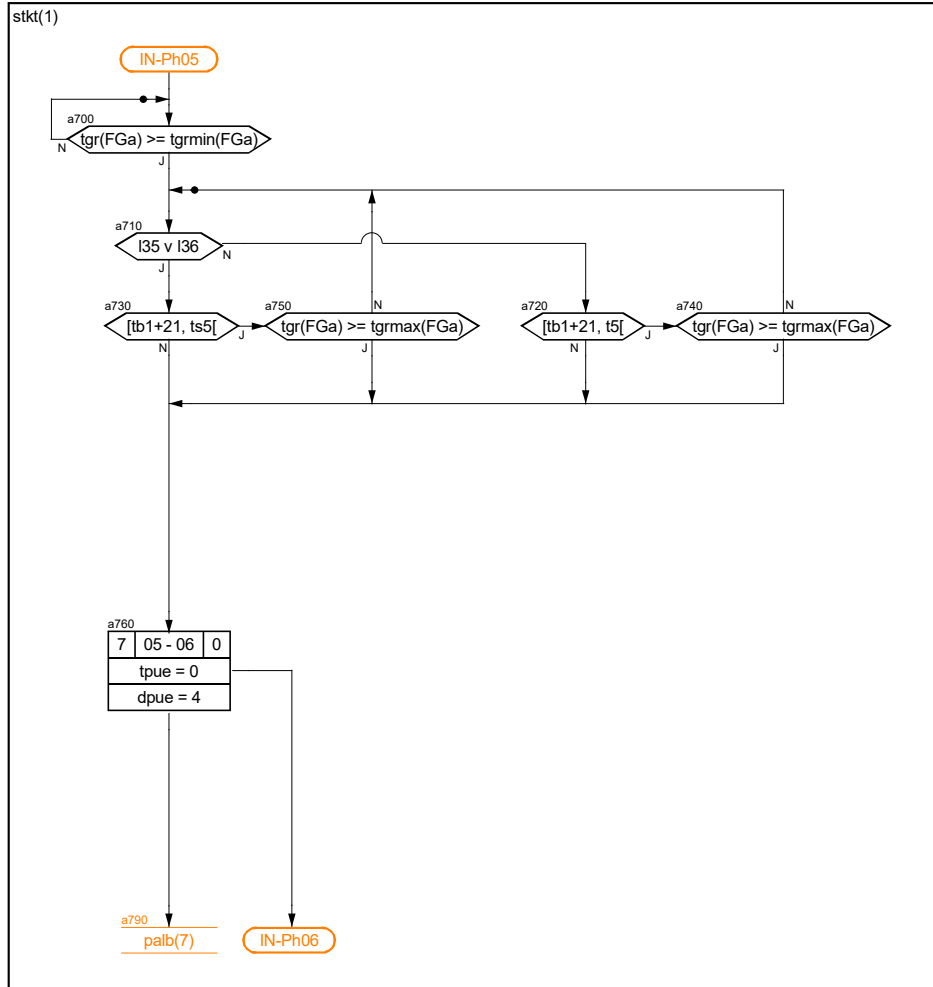 stkt(1)
IN-Ph05
a700
tgr(FGa) >= tgrmin(FGa)
N
J
a710
l35 v l36
N
J
a730
[tb1+21, ts5[
J
N
a750
N
tgr(FGa) >= tgrmax(FGa)
J
a720
[tb1+21, t5[
J
N
a740
N
tgr(FGa) >= tgrmax(FGa)
J
a760
7 05 - 06 0
tpue = 0
dpue = 4
a790
palb(7)
IN-Ph06